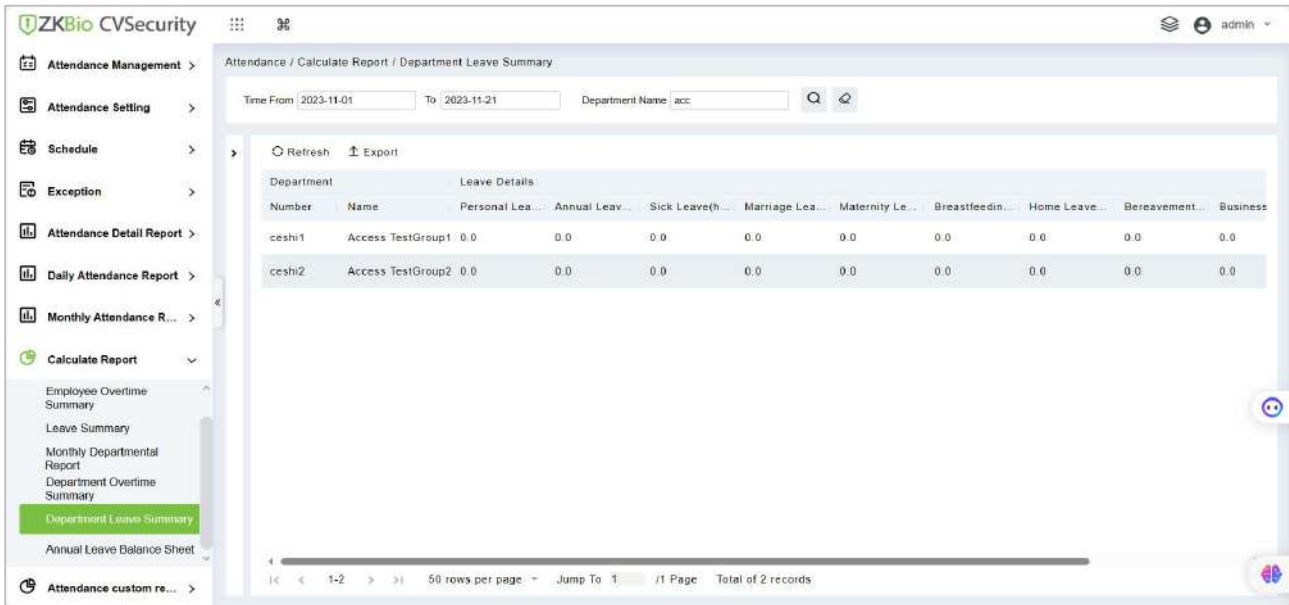 ZKBio CVSecurity
admin
Attendance Management
Attendance Setting
Schedule
Exception
Attendance Detail Report
Daily Attendance Report
Monthly Attendance R...
Calculate Report
Employee Overtime
Summary
Leave Summary
Monthly Departmental
Report
Department Overtime
Summary
Department Leave Summary
Annual Leave Balance Sheet
Attendance custom re...
Attendance / Calculate Report / Department Leave Summary
Time From 2023-11-01 To 2023-11-21 Department Name acc
Refresh Export
Department Leave Details
Number Name Personal Lea... Annual Leav... Sick Leave(h... Marriage Lea... Maternity Le... Breastfeedin... Home Leave... Bereavement... Business
ceshi1 Access TestGroup1 0.0 0.0 0.0 0.0 0.0 0.0 0.0 0.0 0.0
ceshi2 Access TestGroup2 0.0 0.0 0.0 0.0 0.0 0.0 0.0 0.0 0.0
1-2 50 rows per page Jump To 1 /1 Page Total of 2 records